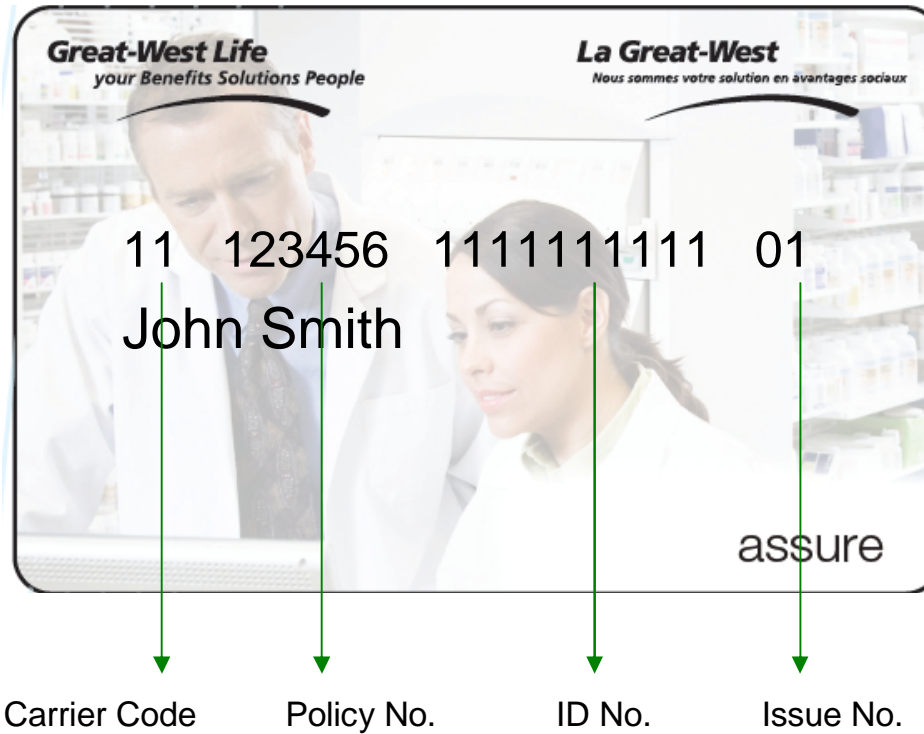 Great-West Life
your Benefits Solutions People
La Great-West
Nous sommes votre solution en avantages sociaux
11 123456 1111111111 01
John Smith
assure
Carrier Code Policy No. ID No. Issue No.